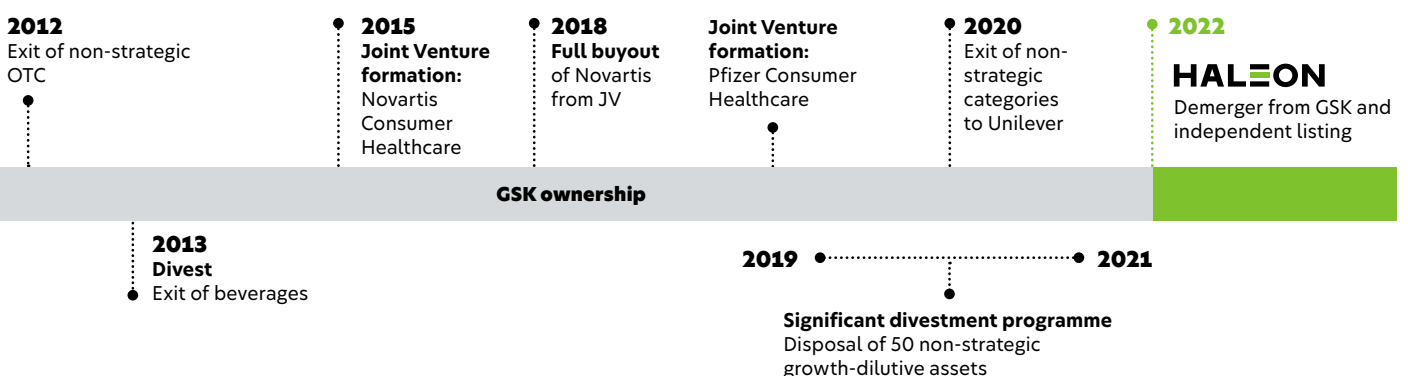 2012
Exit of non-strategic
OTC
2015
Joint Venture
formation:
Novartis
Consumer
Healthcare
2018
Full buyout
of Novartis
from JV
Joint Venture
formation:
Pfizer Consumer
Healthcare
2020
Exit of non-
strategic
categories
to Unilever
2022
HALEON
Demerger from GSK and
independent listing
GSK ownership
2013
Divest
Exit of beverages
2019
2021
Significant divestment programme
Disposal of 50 non-strategic
growth-dilutive assets